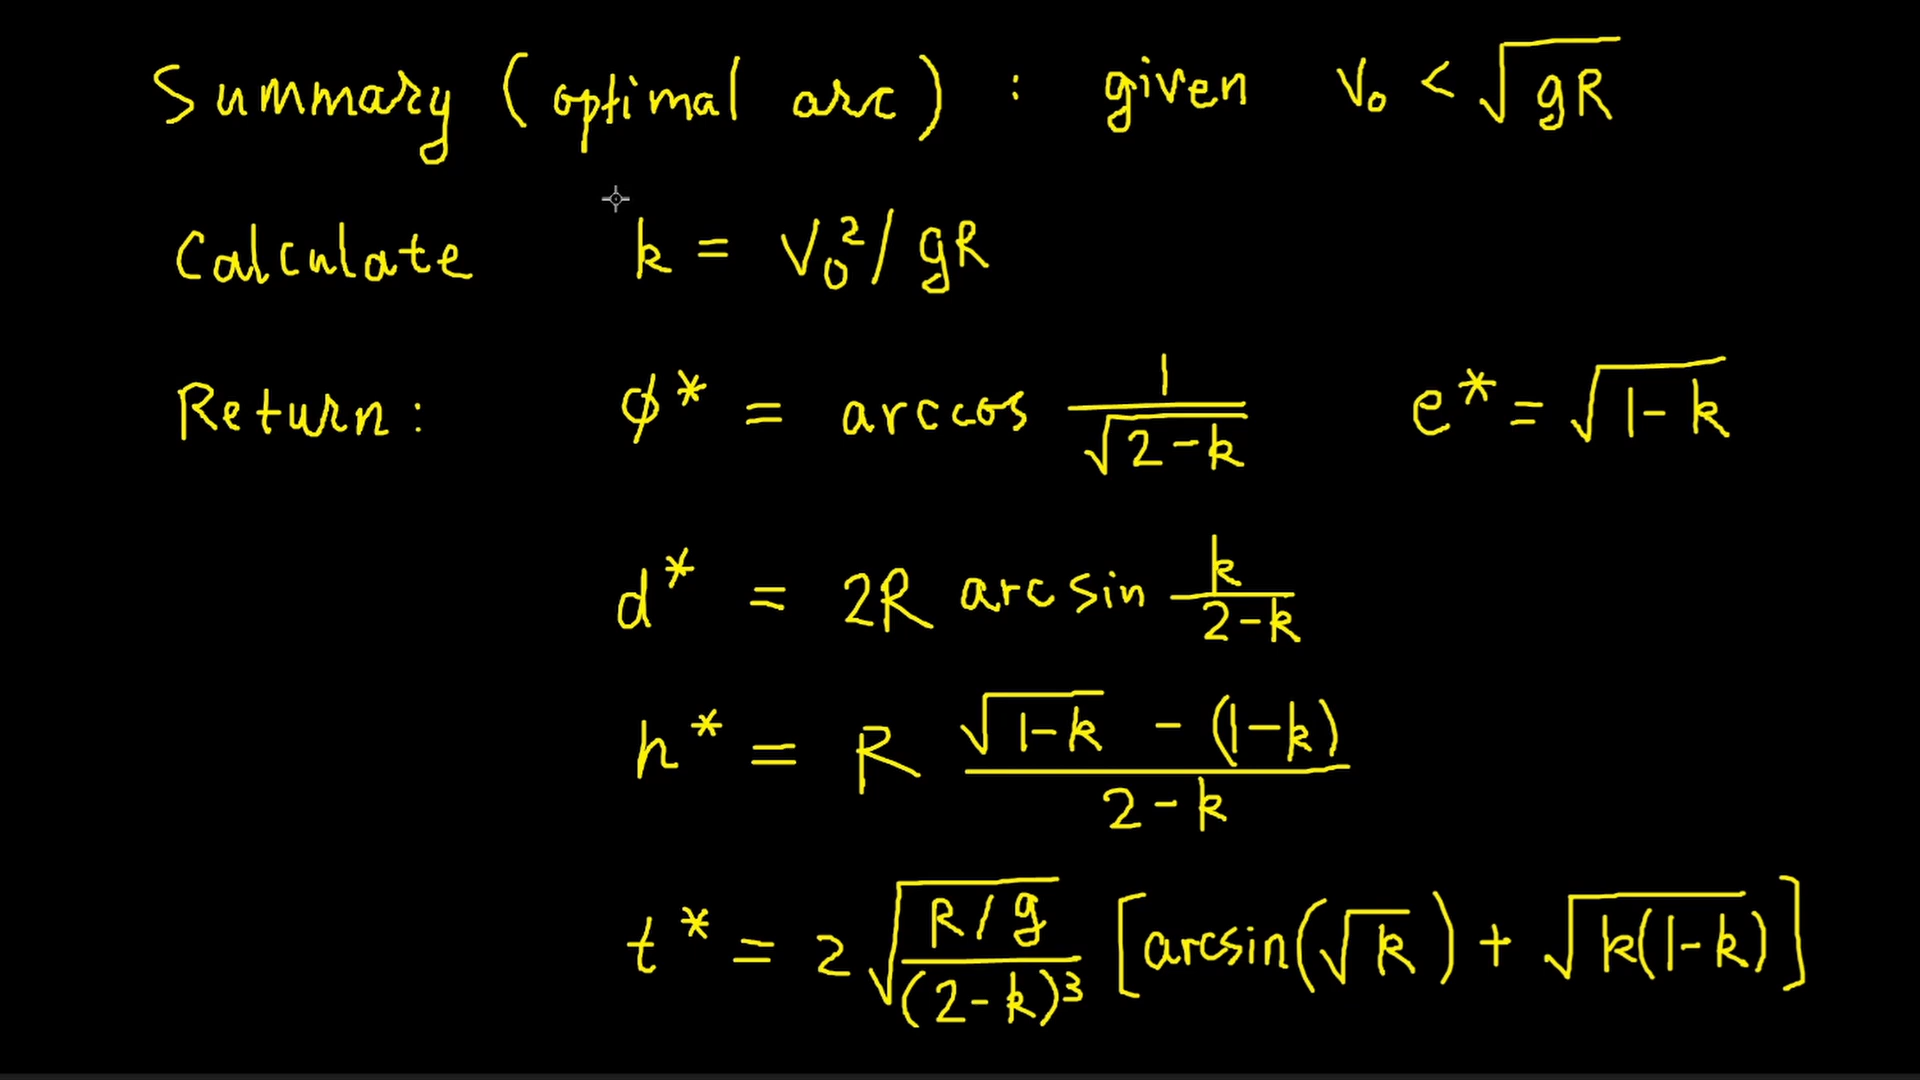 Summary (optimal arc) : given V₀ < √gR
Calculate k = V₀²/gR
Return: φ* = arccos 1/√(2-k) e* = √(1-k)
d* = 2R arcsin k/(2-k)
h* = R (√(1-k) - (1-k))/(2-k)
t* = 2 √((R/g)/(2-k)³) [arcsin(√k) + √(k(1-k))]